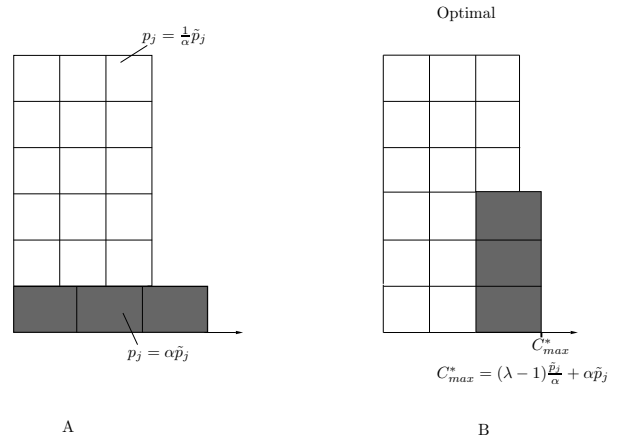 Optimal
p_j = \frac{1}{\alpha} \tilde{p}_j
p_j = \alpha \tilde{p}_j
C^*_{max}
C^*_{max} = (\lambda - 1) \frac{\tilde{p}_j}{\alpha} + \alpha \tilde{p}_j
A
B